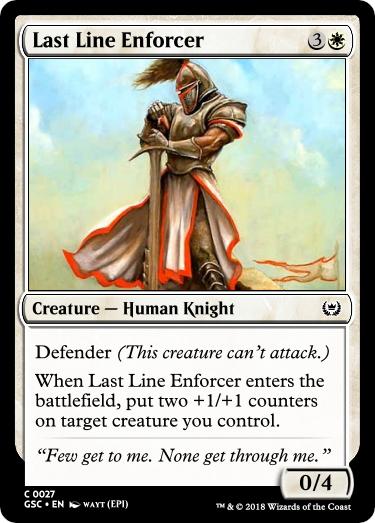 Last Line Enforcer 3
Creature — Human Knight
Defender (This creature can't attack.)
When Last Line Enforcer enters the
battlefield, put two +1/+1 counters
on target creature you control.
“Few get to me. None get through me.”
0/4
C 0027
GSC • EN WAYT (EPI)
™ & © 2018 Wizards of the Coast